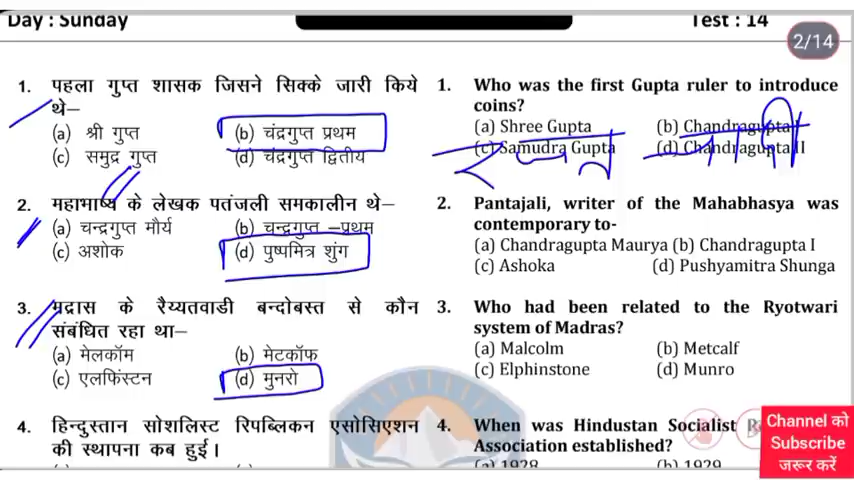 Day : Sunday
Test : 14
2/14
1. पहला गुप्त शासक जिसने सिक्के जारी किये
थे–
(a) श्री गुप्त (b) चंद्रगुप्त प्रथम
(c) समुद्र गुप्त (d) चंद्रगुप्त द्वितीय
2. महाभाष्य के लेखक पतंजली समकालीन थे–
(a) चन्द्रगुप्त मौर्य (b) चन्द्रगुप्त –प्रथम
(c) अशोक (d) पुष्पमित्र शुंग
3. मद्रास के रैय्यतवाडी बन्दोबस्त से कौन
संबंधित रहा था–
(a) मेलकॉम (b) मेटकॉफ
(c) एलफिंस्टन (d) मुनरो
4. हिन्दुस्तान सोशलिस्ट रिपब्लिकन एसोसिएशन
की स्थापना कब हुई।
1. Who was the first Gupta ruler to introduce
coins?
(a) Shree Gupta (b) Chandragupta
(c) Samudra Gupta (d) Chandragupta II
2. Pantajali, writer of the Mahabhasya was
contemporary to-
(a) Chandragupta Maurya (b) Chandragupta I
(c) Ashoka (d) Pushyamitra Shunga
3. Who had been related to the Ryotwari
system of Madras?
(a) Malcolm (b) Metcalf
(c) Elphinstone (d) Munro
4. When was Hindustan Socialist
Association established?
(a) 1928 (b) 1929
Channel को
Subscribe
जरूर करें